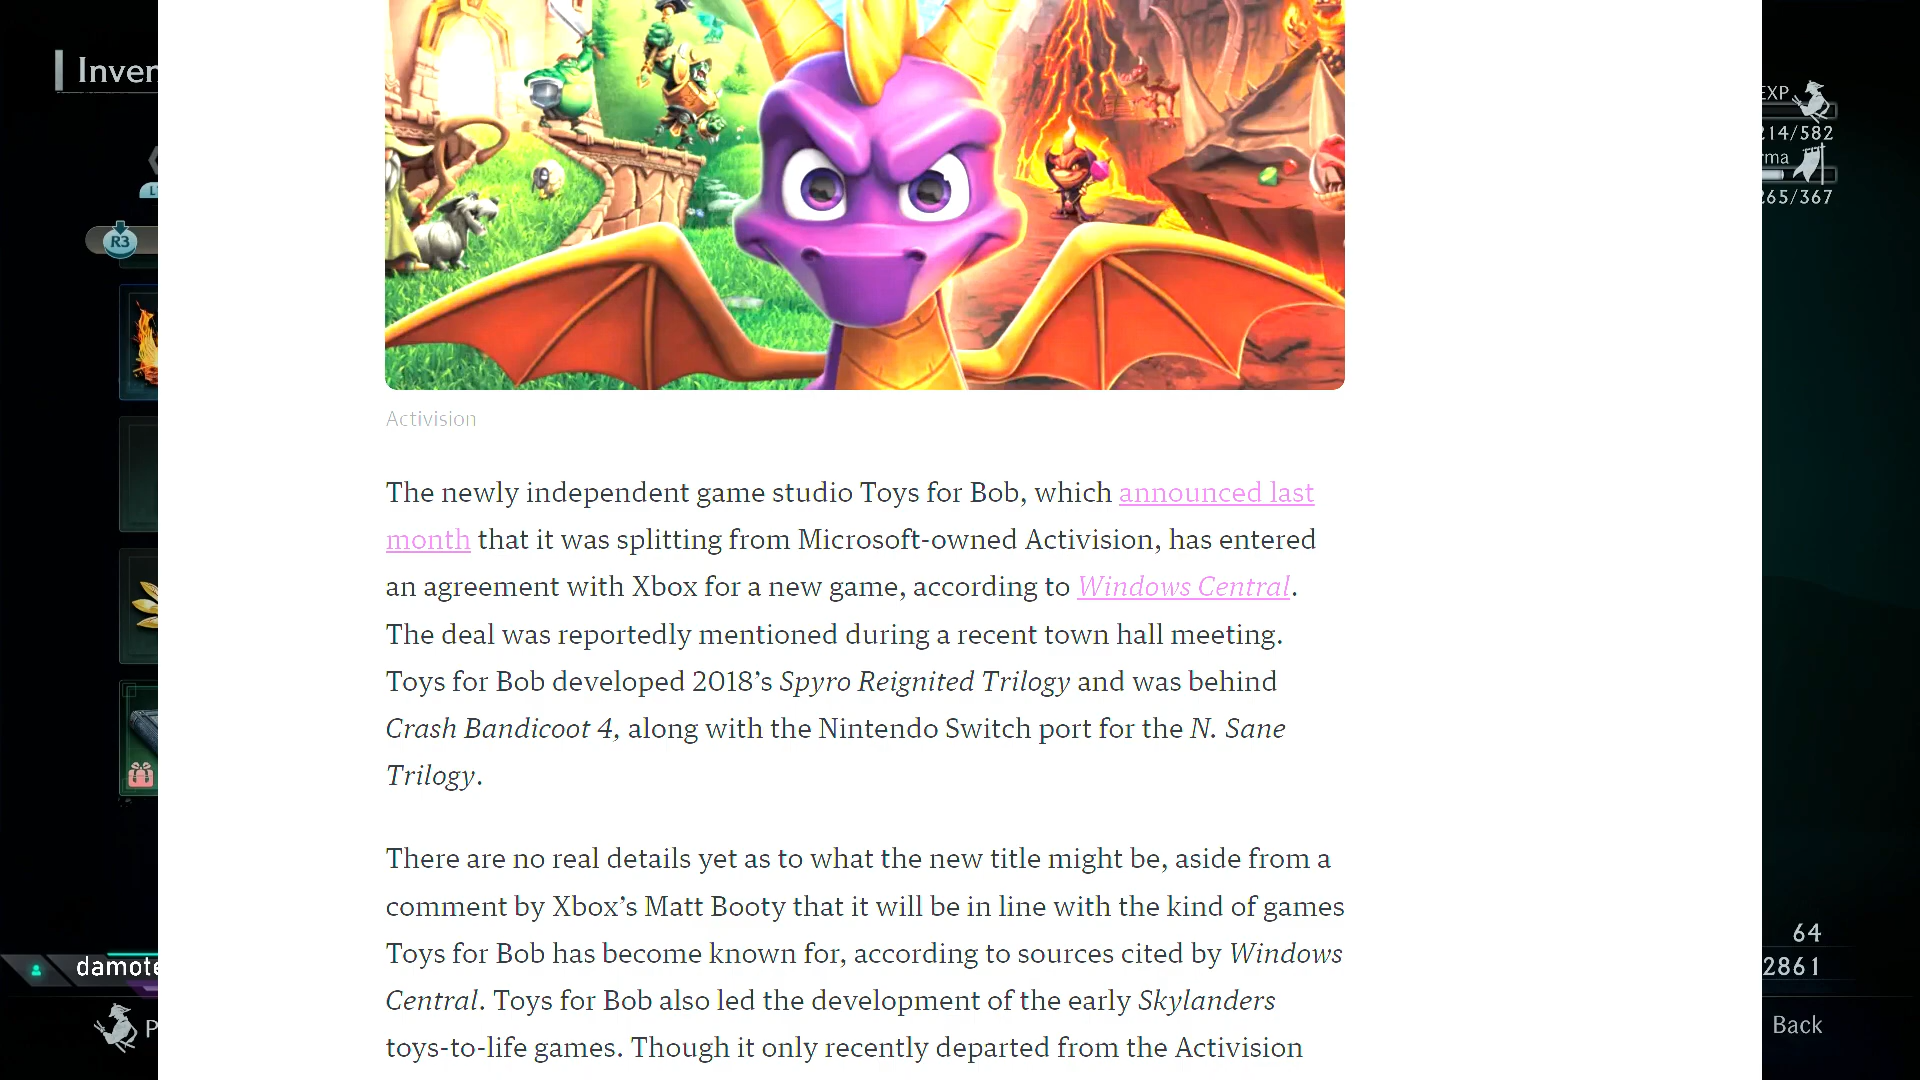 Inven
EXP
214/582
rma
265/367
R3
Activision
The newly independent game studio Toys for Bob, which announced last
month that it was splitting from Microsoft-owned Activision, has entered
an agreement with Xbox for a new game, according to Windows Central.
The deal was reportedly mentioned during a recent town hall meeting.
Toys for Bob developed 2018’s Spyro Reignited Trilogy and was behind
Crash Bandicoot 4, along with the Nintendo Switch port for the N. Sane
Trilogy.
There are no real details yet as to what the new title might be, aside from a
comment by Xbox’s Matt Booty that it will be in line with the kind of games
Toys for Bob has become known for, according to sources cited by Windows
Central. Toys for Bob also led the development of the early Skylanders
toys-to-life games. Though it only recently departed from the Activision
64
2861
damote
P
Back